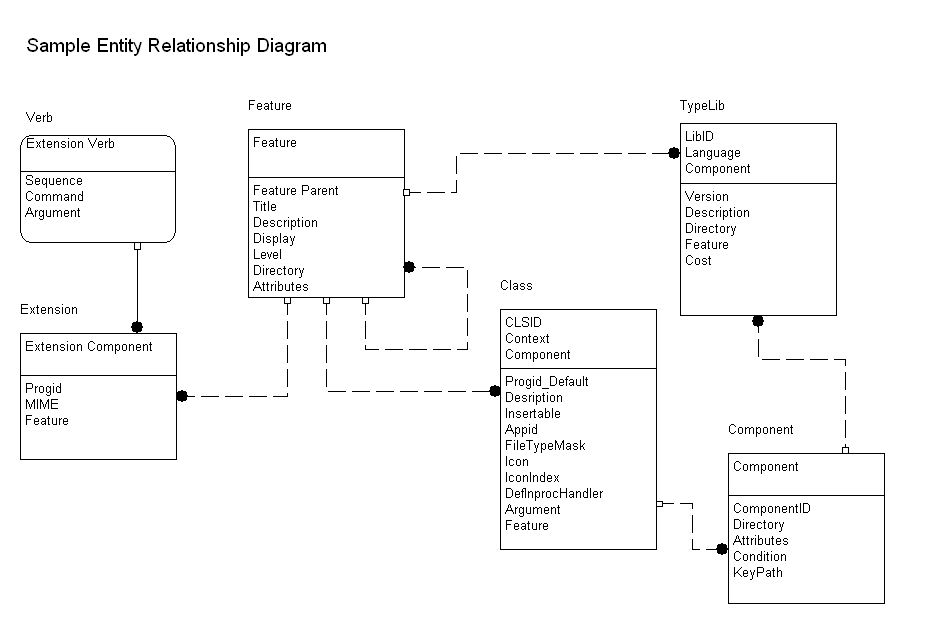 Sample Entity Relationship Diagram
Verb
Extension Verb
Sequence
Command
Argument
Extension
Extension Component
Progid
MIME
Feature
Feature
Feature
Feature Parent
Title
Description
Display
Level
Directory
Attributes
Class
CLSID
Context
Component
Progid_Default
Desription
Insertable
Appid
FileTypeMask
Icon
IconIndex
DefInprocHandler
Argument
Feature
TypeLib
LibID
Language
Component
Version
Description
Directory
Feature
Cost
Component
Component
ComponentID
Directory
Attributes
Condition
KeyPath